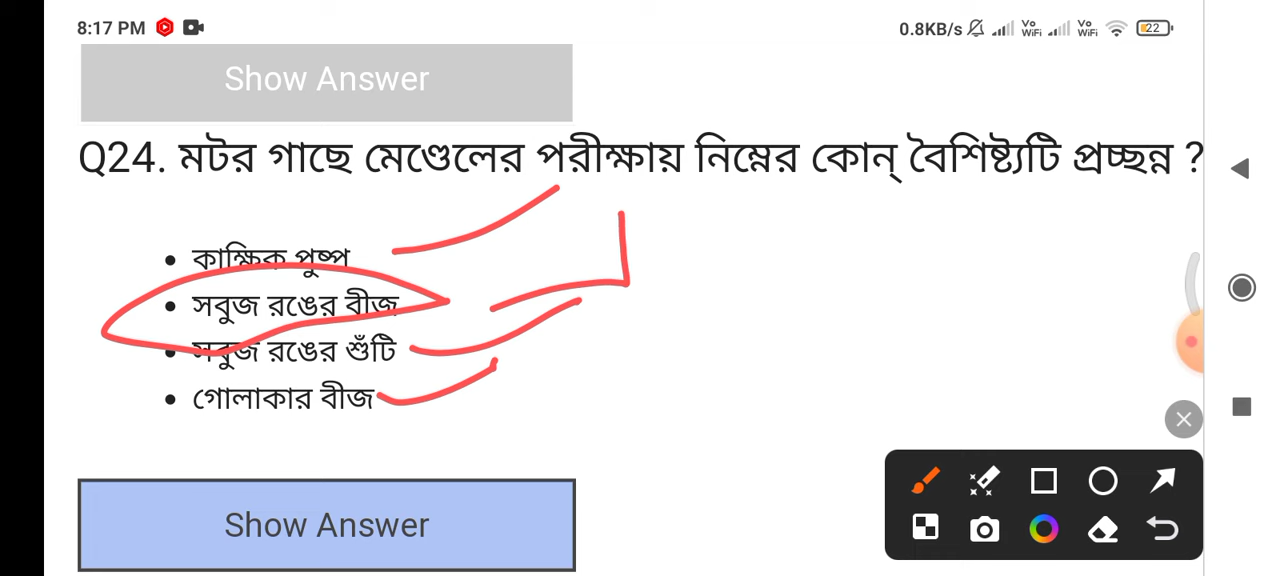 8:17 PM
0.8KB/s Vo WiFi Vo WiFi 22
Show Answer
Q24. মটর গাছে মেণ্ডেলের পরীক্ষায় নিম্নের কোন্ বৈশিষ্ট্যটি প্রচ্ছন্ন ?
• কাক্ষিক পুষ্প
• সবুজ রঙের বীজ
• সবুজ রঙের শুঁটি
• গোলাকার বীজ
Show Answer